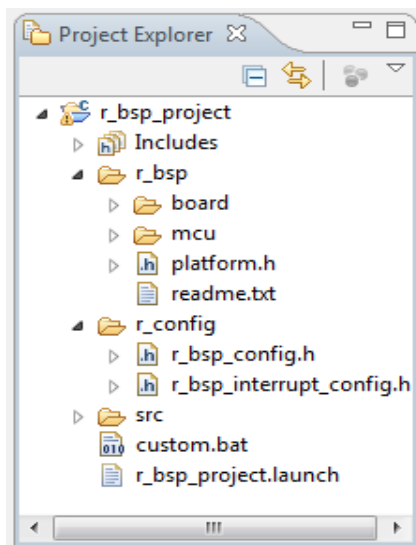 Project Explorer
r_bsp_project
Includes
r_bsp
board
mcu
platform.h
readme.txt
r_config
r_bsp_config.h
r_bsp_interrupt_config.h
src
custom.bat
r_bsp_project.launch